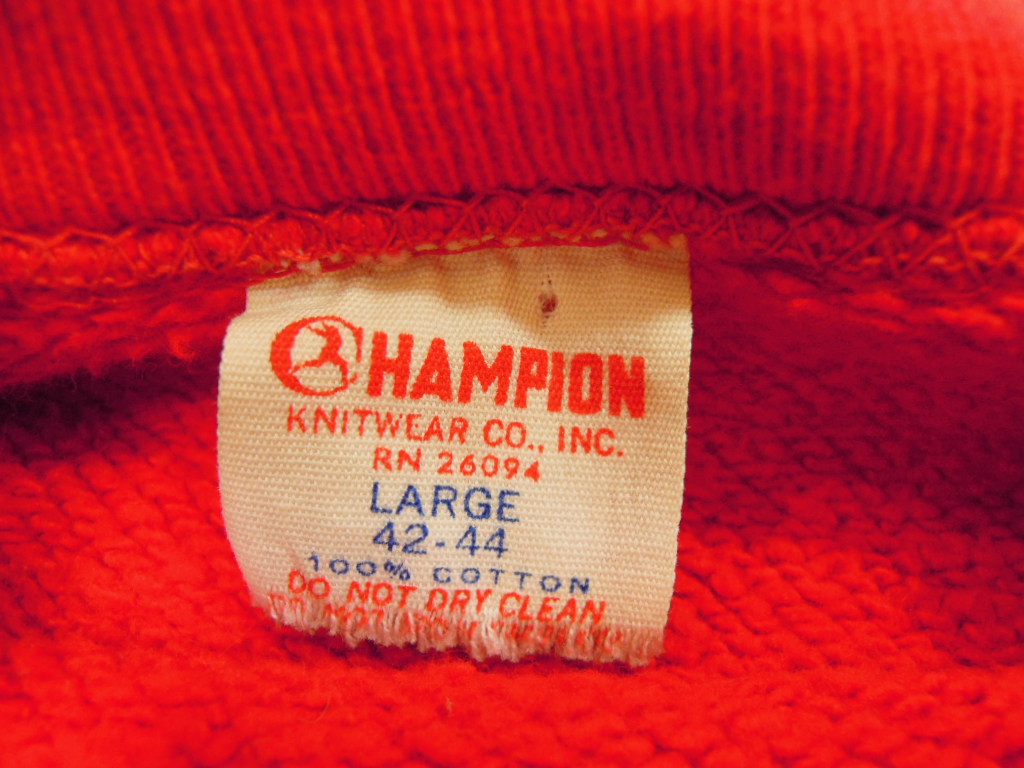 CHAMPION
KNITWEAR CO., INC.
RN 26094
LARGE
42-44
100% COTTON
DO NOT DRY CLEAN